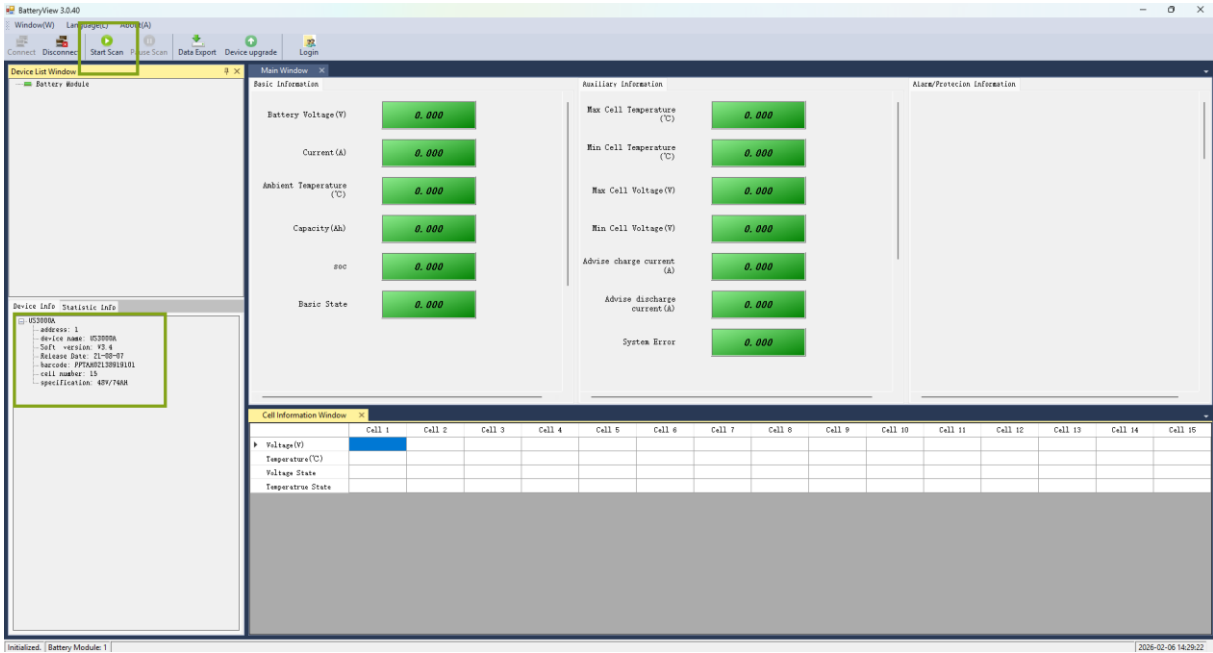 BatteryView 3.0.40
Window(W) Language(L) About(A)
Connect Disconnect Start Scan Pause Scan Data Export Device upgrade Login
Device List Window
Battery Module
Main Window
Basic Information
Battery Voltage(V) 0.000
Current(A) 0.000
Ambient Temperature
(℃) 0.000
Capacity(Ah) 0.000
soc 0.000
Basic State 0.000
Auxiliary Information
Max Cell Temperature
(℃) 0.000
Min Cell Temperature
(℃) 0.000
Max Cell Voltage(V) 0.000
Min Cell Voltage(V) 0.000
Advise charge current
(A) 0.000
Advise discharge
current(A) 0.000
System Error 0.000
Alarm/Protecion Information
Device Info Statistic Info
US3000A
address: 1
device name: US3000A
Soft version: V3.4
Release Date: 21-08-07
barcode:
cell number: 15
specification: 48V/74AH
Cell Information Window
Cell 1 Cell 2 Cell 3 Cell 4 Cell 5 Cell 6 Cell 7 Cell 8 Cell 9 Cell 10 Cell 11 Cell 12 Cell 13 Cell 14 Cell 15
Voltage(V)
Temperature(℃)
Voltage State
Temperatrue State
Initialized. Battery Module: 1 2026-02-06 14:29:22